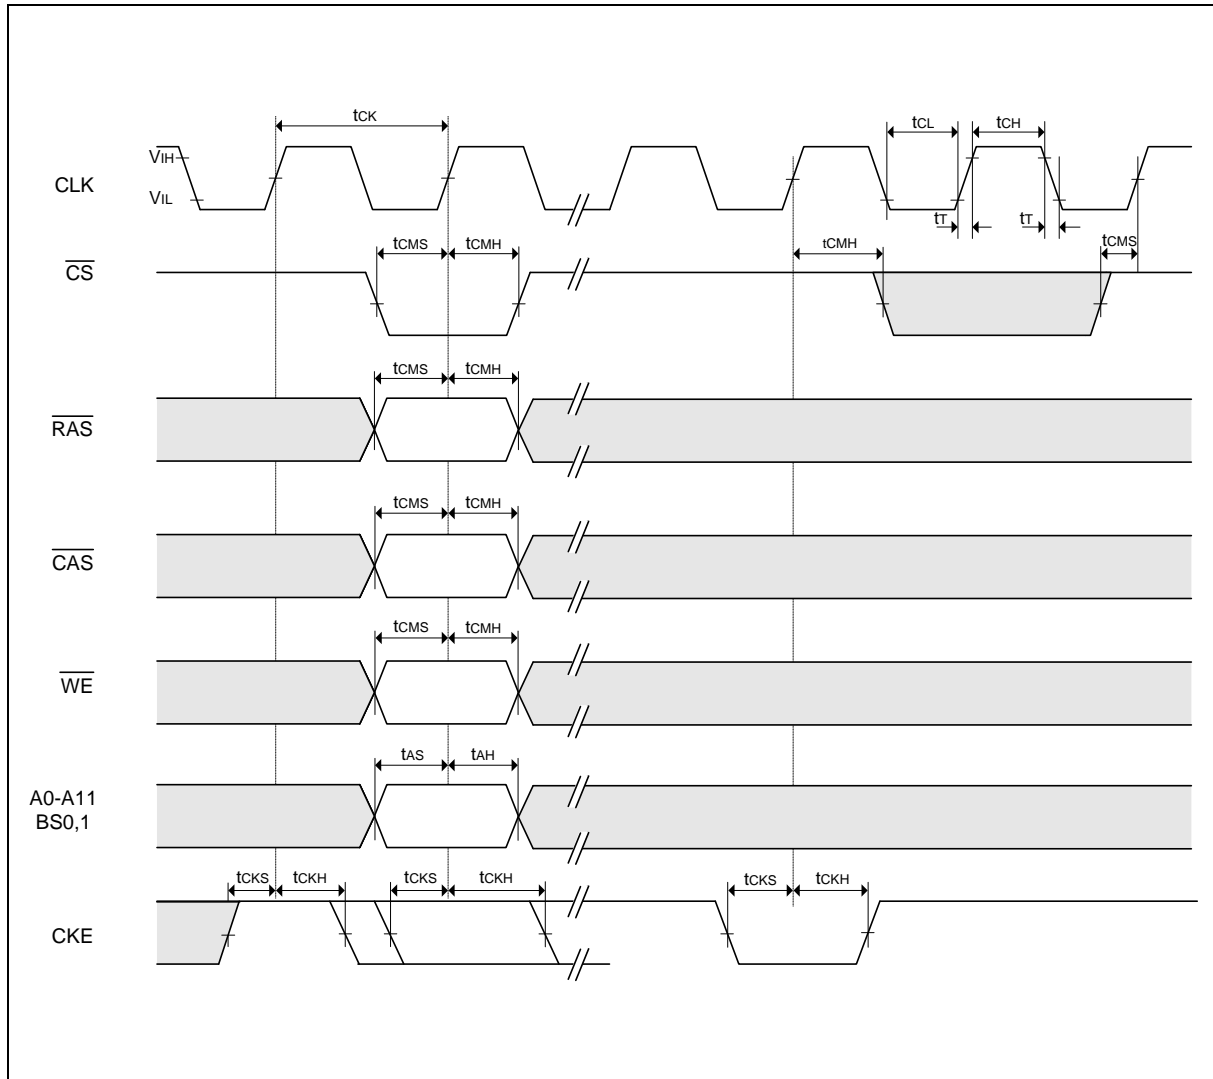 tCK
tCL
tCH
VIH
CLK
VIL
tT
tT
tCMS
tCMH
tCMH
tCMS
CS
tCMS
tCMH
RAS
tCMS
tCMH
CAS
tCMS
tCMH
WE
tAS
tAH
A0-A11
BS0,1
tCKS
tCKH
tCKS
tCKH
tCKS
tCKH
CKE